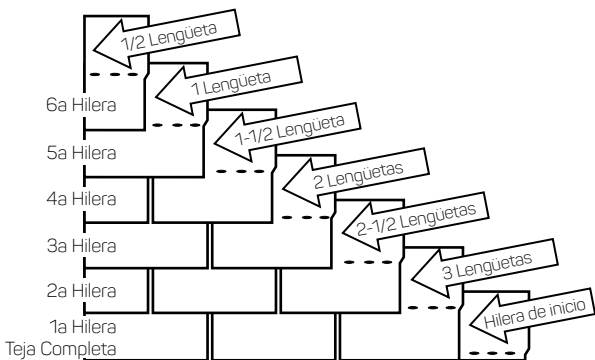 1/2 Lengüeta
1 Lengüeta
6a Hilera
1-1/2 Lengüeta
5a Hilera
2 Lengüetas
4a Hilera
2-1/2 Lengüetas
3a Hilera
3 Lengüetas
2a Hilera
Hilera de inicio
1a Hilera
Teja Completa